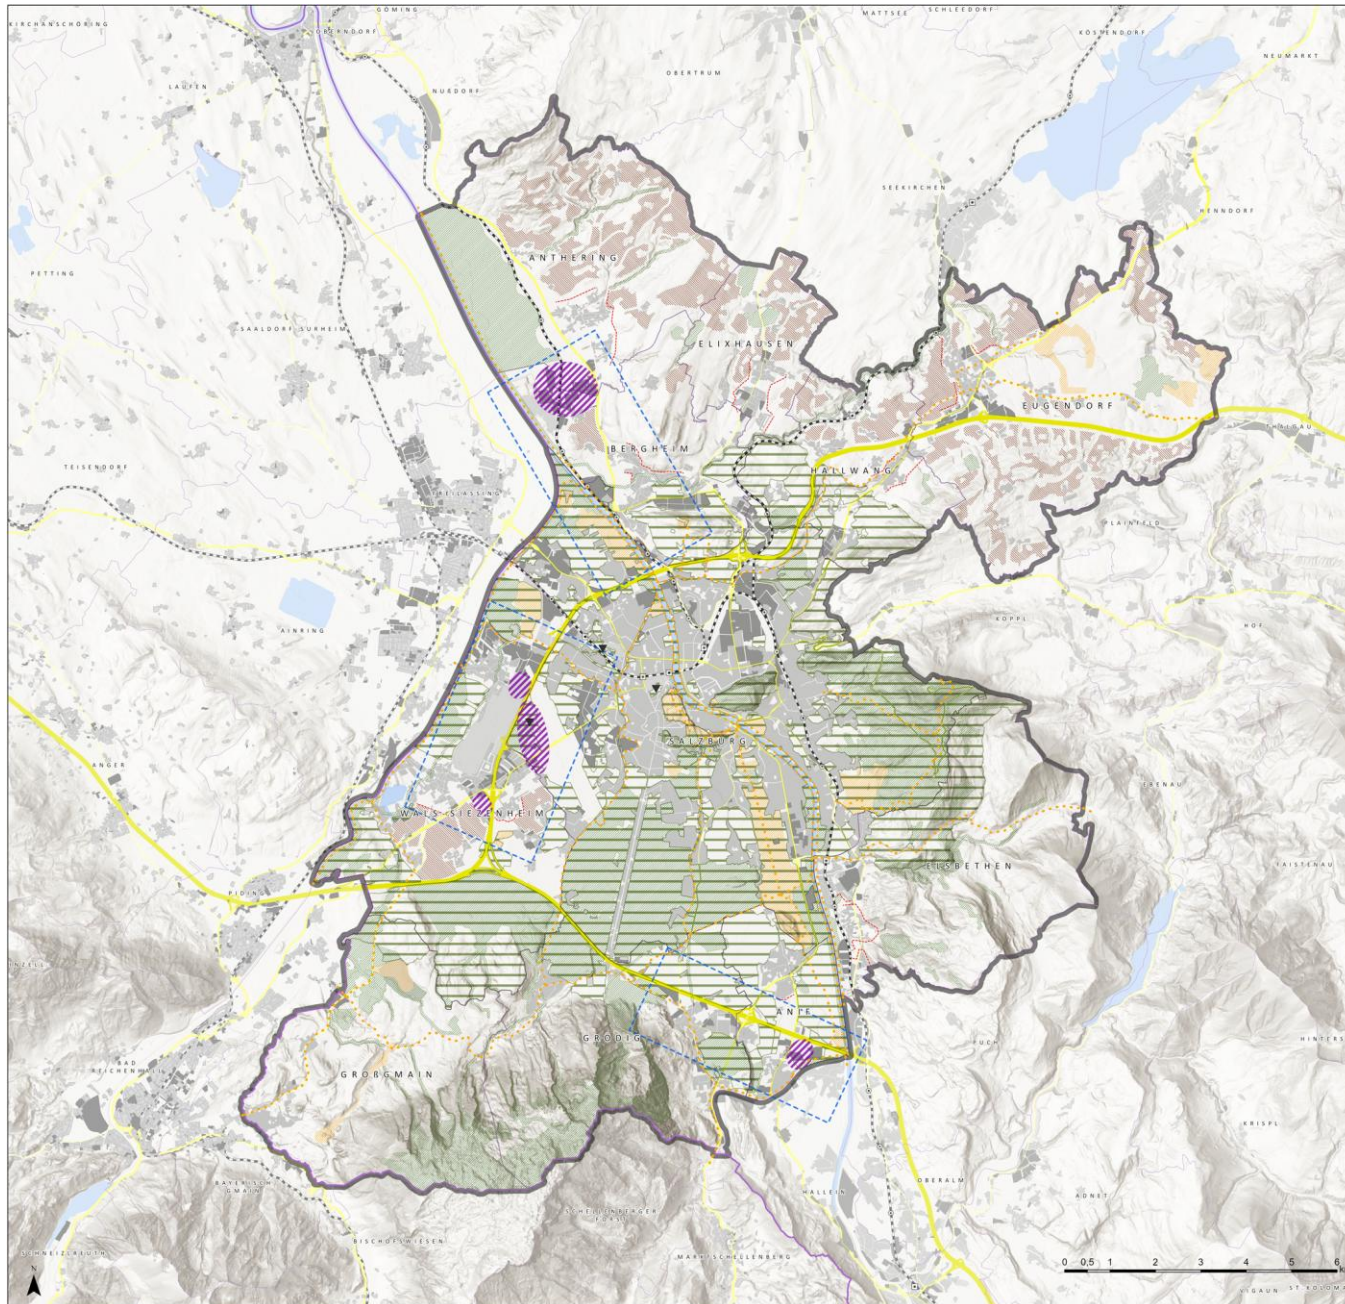 KIRCHANSCHÖRING
GÖMING
OBERNDORF
MATTSEE
SCHLEEDORF
KÖSTENDORF
NEUMARKT
LAUFEN
NUßDORF
OBERTRUM
SEEKIRCHEN
HENNDORF
PETTING
ANTHERING
SAALDORF SURHEIM
ELIXHAUSEN
EUGENDORF
THALGAU
BERGHEIM
HALLWANG
TEISENDORF
FREILASSING
PLAINFELD
AINRING
KOPPL
HOF
SALZBURG
ANGER
EBENAU
WALS-SIEZENHEIM
ELSBETHEN
FAISTENAU
PIDING
ANIF
GRÖDIG
PUCH
HINTERS
BAD
REICHENHALL
GROßGMAIN
KRISPL
BAYERISCH
GMAIN
HALLEIN
OBERALM
ADNET
SCHELLENBERGER
FORST
BISCHOFSWIESEN
SCHNEIZLREUTH
MARKTSCHELLENBERG
N
0 0,5 1 2 3 4 5 6